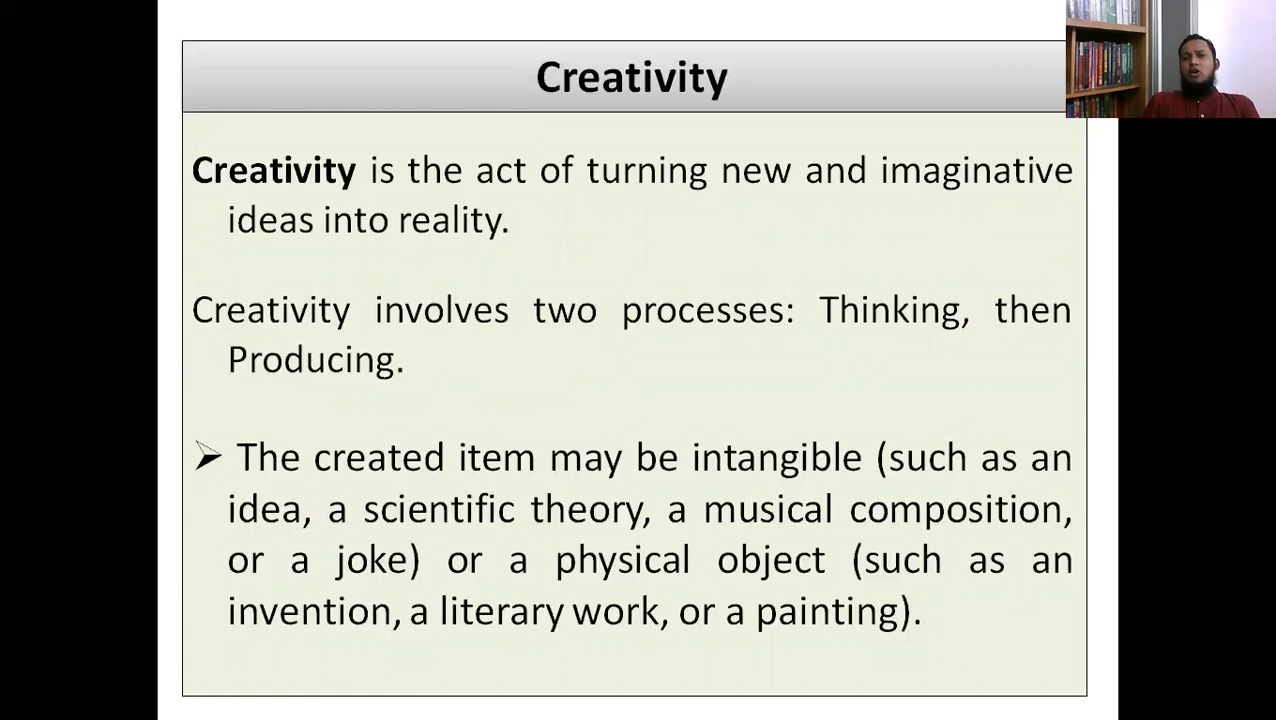 Creativity
Creativity is the act of turning new and imaginative
ideas into reality.
Creativity involves two processes: Thinking, then
Producing.
➢ The created item may be intangible (such as an
idea, a scientific theory, a musical composition,
or a joke) or a physical object (such as an
invention, a literary work, or a painting).